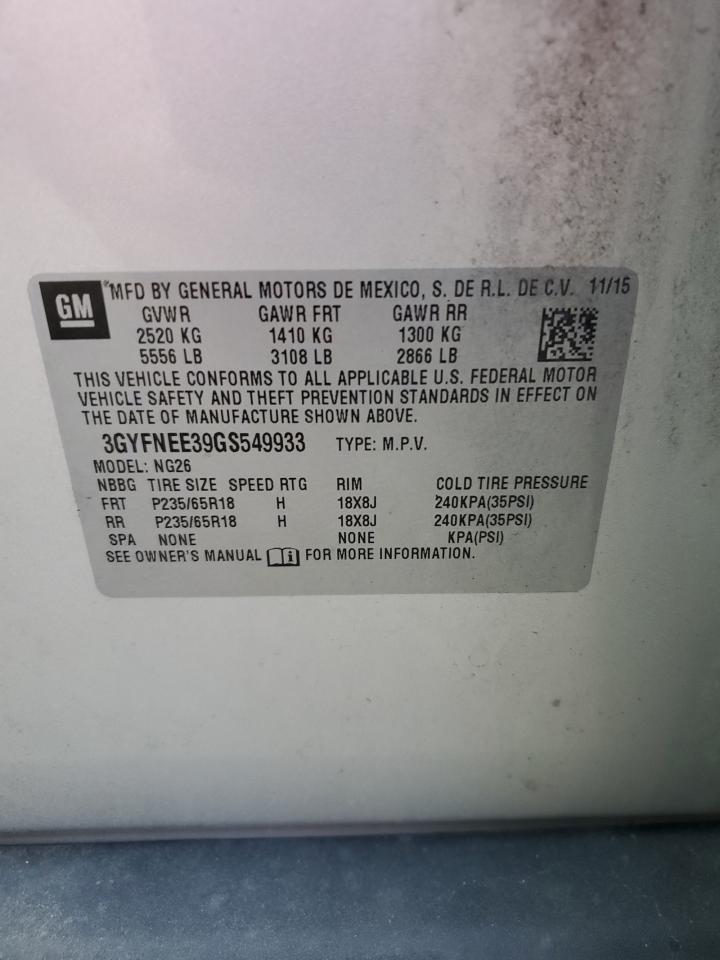 GM
MFD BY GENERAL MOTORS DE MEXICO, S. DE R.L. DE C.V. 11/15
GVWR GAWR FRT GAWR RR
2520 KG 1410 KG 1300 KG
5556 LB 3108 LB 2866 LB
THIS VEHICLE CONFORMS TO ALL APPLICABLE U.S. FEDERAL MOTOR
VEHICLE SAFETY AND THEFT PREVENTION STANDARDS IN EFFECT ON
THE DATE OF MANUFACTURE SHOWN ABOVE.
3GYFNEE39GS549933 TYPE: M.P.V.
MODEL: NG26
NBBG TIRE SIZE SPEED RTG RIM COLD TIRE PRESSURE
FRT P235/65R18 H 18X8J 240KPA(35PSI)
RR P235/65R18 H 18X8J 240KPA(35PSI)
SPA NONE NONE KPA(PSI)
SEE OWNER'S MANUAL i FOR MORE INFORMATION.